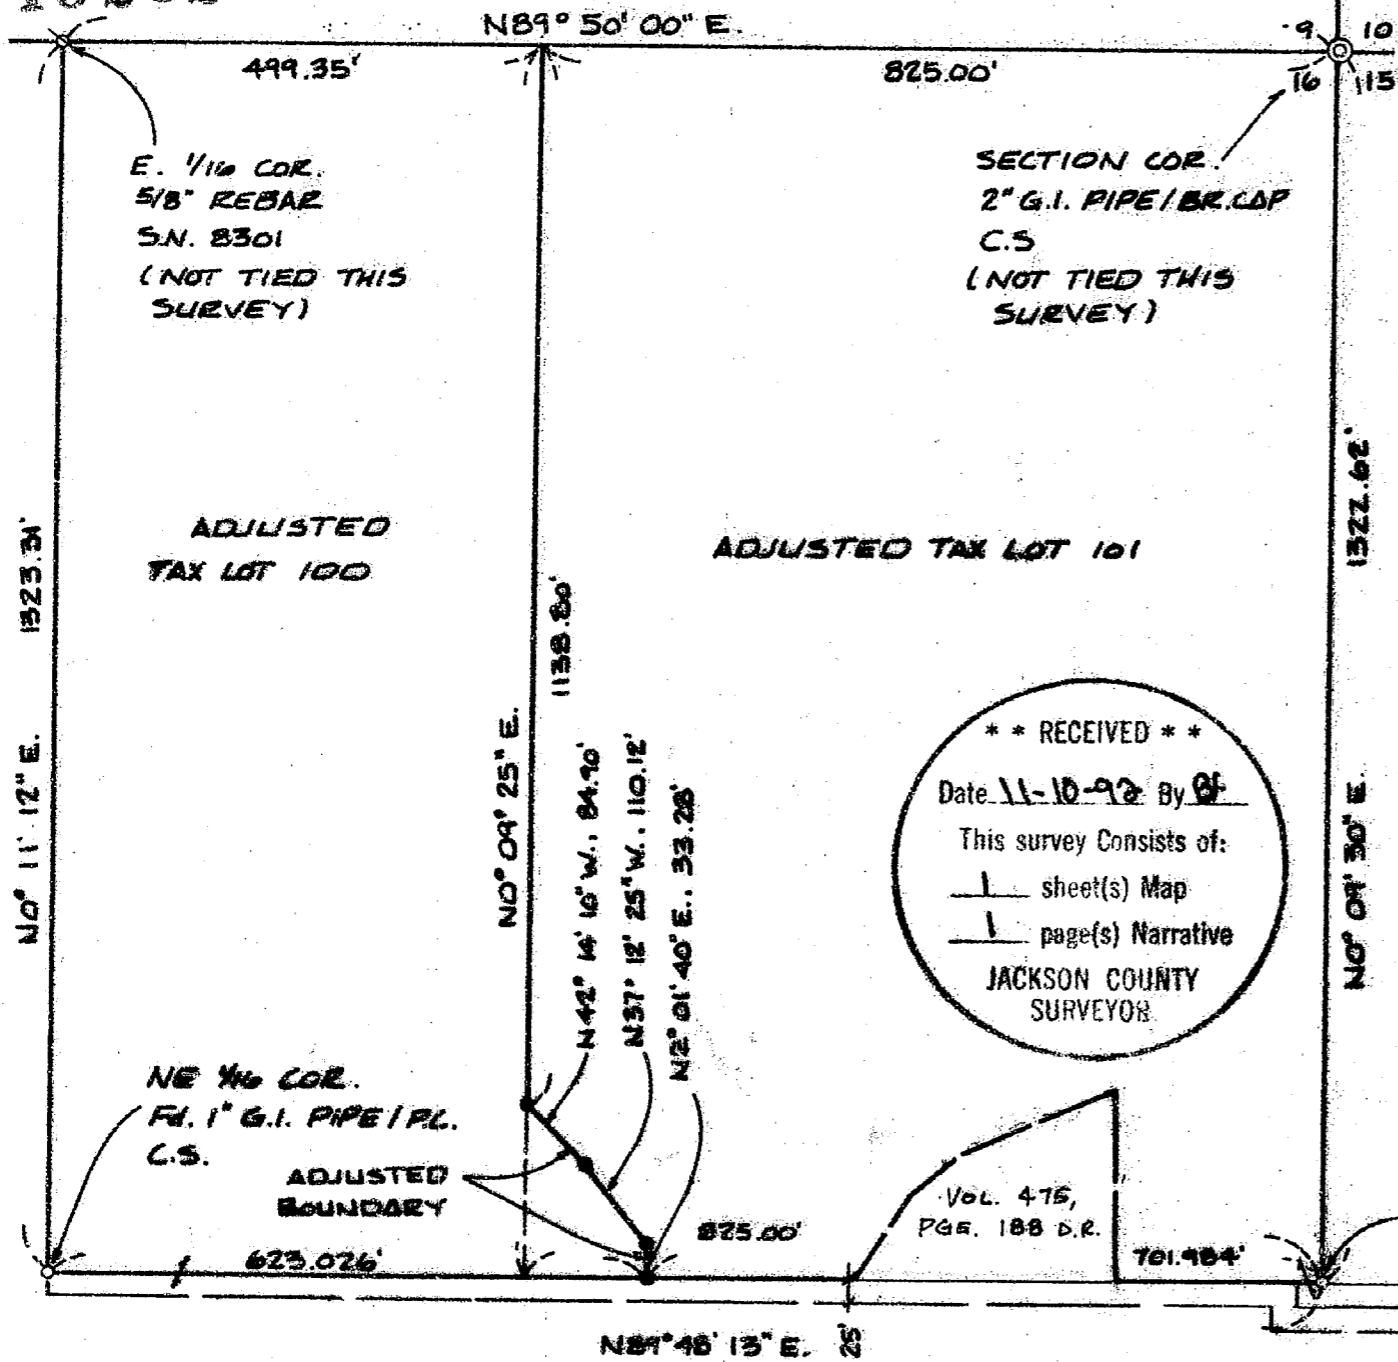 N89° 50' 00" E.
499.35'
825.00'
9 10
16 15
E. 1/16 COR.
5/8" REBAR
S.N. 8301
(NOT TIED THIS
SURVEY)
SECTION COR.
2" G.I. PIPE/BR.CAP
C.S
(NOT TIED THIS
SURVEY)
ADJUSTED
TAX LOT 100
ADJUSTED TAX LOT 101
1323.31'
N0° 11' 12" E.
1138.80'
N0° 09' 25" E.
N42° 14' 10" W., 84.90'
N37° 12' 25" W., 110.12'
N2° 01' 40" E., 33.28'
1322.62'
N0° 09' 30" E.
* * RECEIVED * *
Date 11-10-92 By
This survey Consists of:
1 sheet(s) Map
1 page(s) Narrative
JACKSON COUNTY
SURVEYOR
NE 1/16 COR.
Fd. 1" G.I. PIPE/P.C.
C.S.
ADJUSTED
BOUNDARY
VOL. 475,
PGE. 188 D.R.
623.026'
825.00'
701.984'
N89° 48' 13" E.
25'